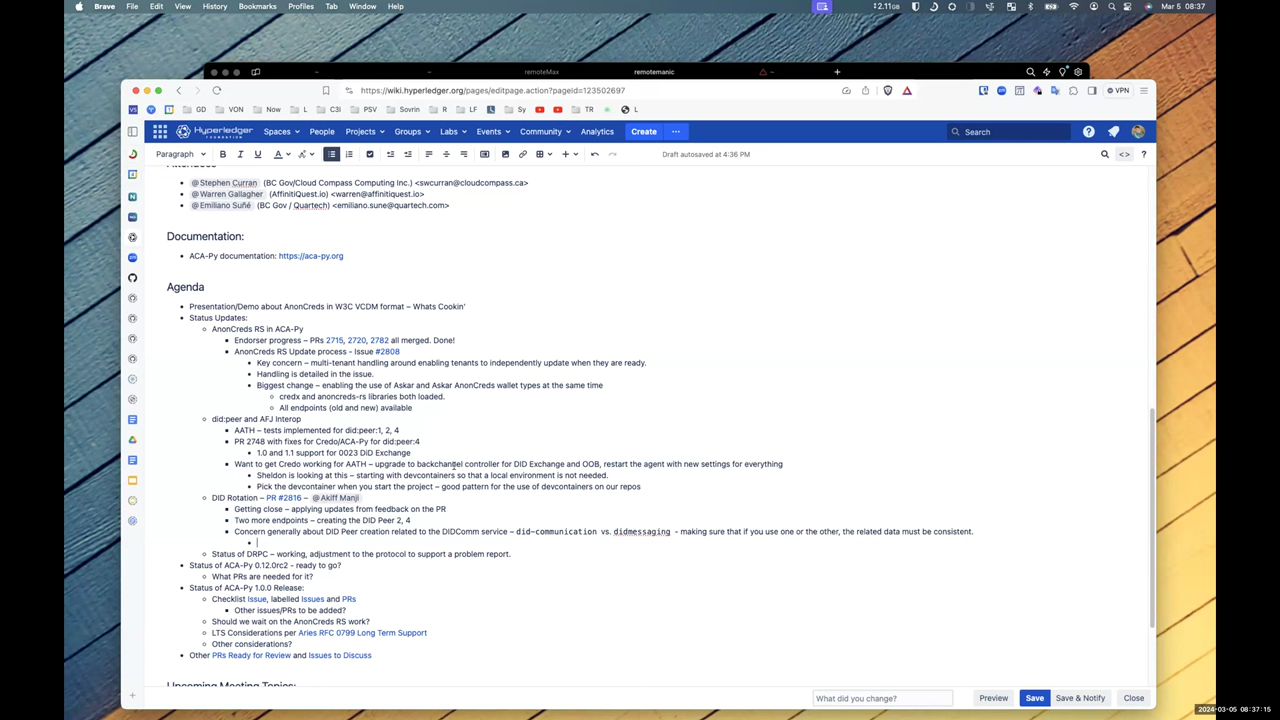 Brave File Edit View History Bookmarks Profiles Tab Window Help 2.11GB Mar 5 08:37
remoteMax remotemanic
https://wiki.hyperledger.org/pages/editpage.action?pageId=123502697 VPN
GD VON Now L C3I PSV Sovrin R LF Sy TR L
Hyperledger FOUNDATION Spaces People Projects Groups Labs Events Community Analytics Create Search
Paragraph B I U A Draft autosaved at 4:36 PM
Attendees
@Stephen Curran (BC Gov/Cloud Compass Computing Inc.) <swcurran@cloudcompass.ca>
@Warren Gallagher (AffinitiQuest.io) <warren@affinitiquest.io>
@Emiliano Suñé (BC Gov / Quartech) <emiliano.sune@quartech.com>
Documentation:
ACA-Py documentation: https://aca-py.org
Agenda
Presentation/Demo about AnonCreds in W3C VCDM format – Whats Cookin'
Status Updates:
AnonCreds RS in ACA-Py
Endorser progress – PRs 2715, 2720, 2782 all merged. Done!
AnonCreds RS Update process - Issue #2808
Key concern – multi-tenant handling around enabling tenants to independently update when they are ready.
Handling is detailed in the issue.
Biggest change – enabling the use of Askar and Askar AnonCreds wallet types at the same time
credx and anoncreds-rs libraries both loaded.
All endpoints (old and new) available
did:peer and AFJ Interop
AATH – tests implemented for did:peer:1, 2, 4
PR 2748 with fixes for Credo/ACA-Py for did:peer:4
1.0 and 1.1 support for 0023 DiD Exchange
Want to get Credo working for AATH – upgrade to backchannel controller for DID Exchange and OOB, restart the agent with new settings for everything
Sheldon is looking at this – starting with devcontainers so that a local environment is not needed.
Pick the devcontainer when you start the project – good pattern for the use of devcontainers on our repos
DID Rotation – PR #2816 – @Akiff Manji
Getting close – applying updates from feedback on the PR
Two more endpoints – creating the DID Peer 2, 4
Concern generally about DID Peer creation related to the DIDComm service – did-communication vs. didmessaging - making sure that if you use one or the other, the related data must be consistent.
Status of DRPC – working, adjustment to the protocol to support a problem report.
Status of ACA-Py 0.12.0rc2 - ready to go?
What PRs are needed for it?
Status of ACA-Py 1.0.0 Release:
Checklist Issue, labelled Issues and PRs
Other issues/PRs to be added?
Should we wait on the AnonCreds RS work?
LTS Considerations per Aries RFC 0799 Long Term Support
Other considerations?
Other PRs Ready for Review and Issues to Discuss
Upcoming Meeting Topics:
What did you change? Preview Save Save & Notify Close
2024-03-05 08:37:15